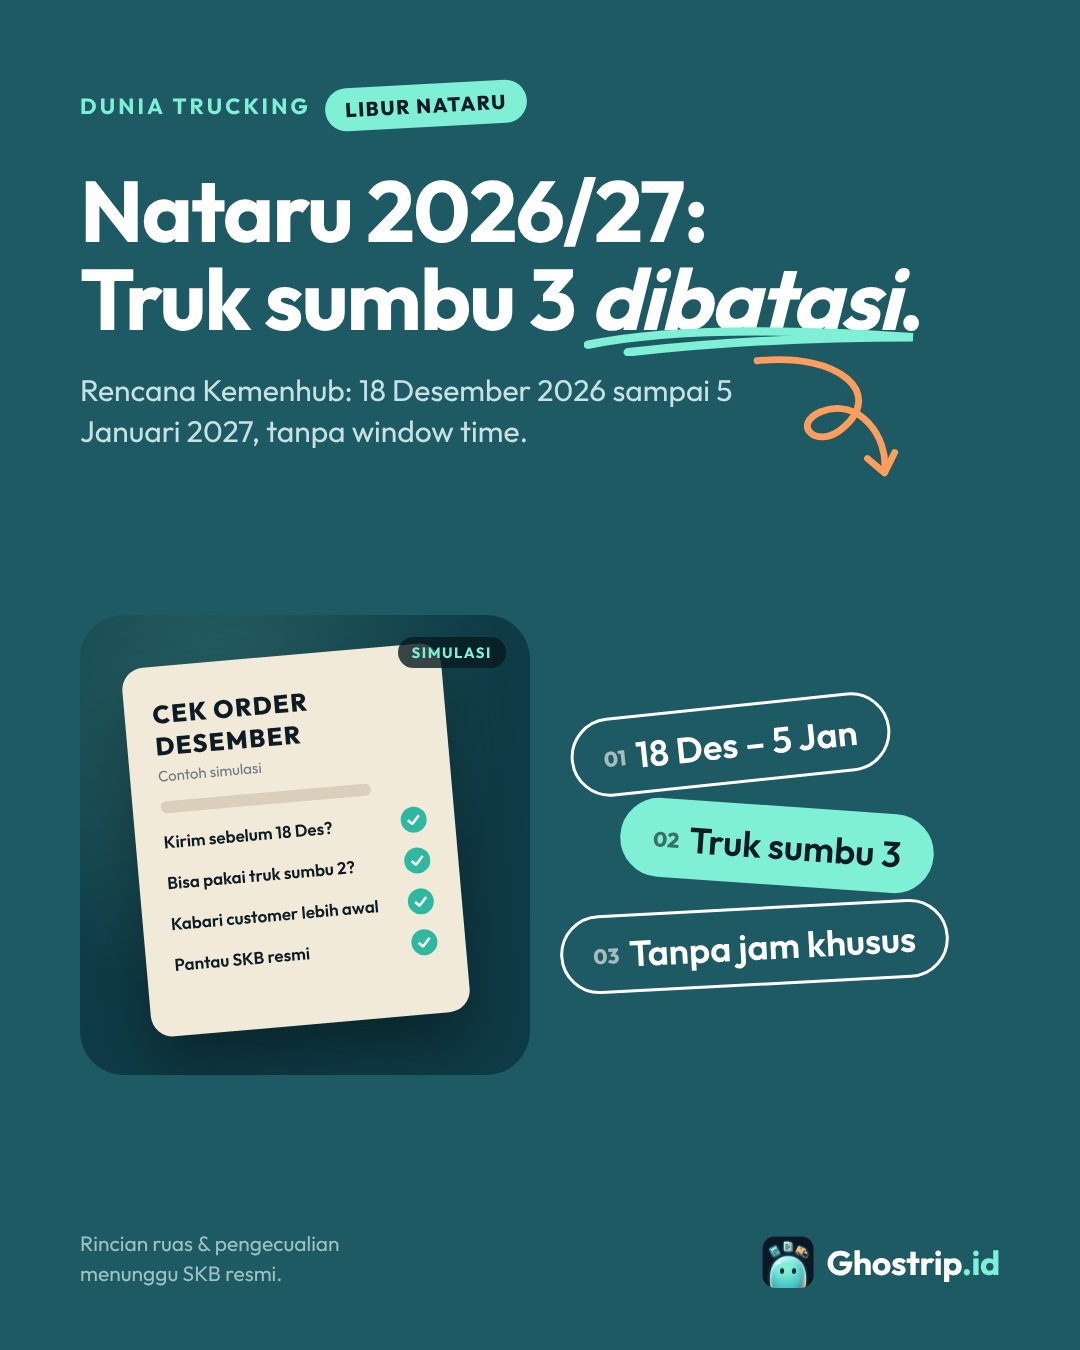 DUNIA TRUCKING
LIBUR NATARU
Nataru 2026/27:
Truk sumbu 3 dibatasi.
Rencana Kemenhub: 18 Desember 2026 sampai 5
Januari 2027, tanpa window time.
SIMULASI
CEK ORDER
DESEMBER
Contoh simulasi
Kirim sebelum 18 Des?
Bisa pakai truk sumbu 2?
Kabari customer lebih awal
Pantau SKB resmi
01 18 Des – 5 Jan
02 Truk sumbu 3
03 Tanpa jam khusus
Rincian ruas & pengecualian
menunggu SKB resmi.
Ghostrip.id